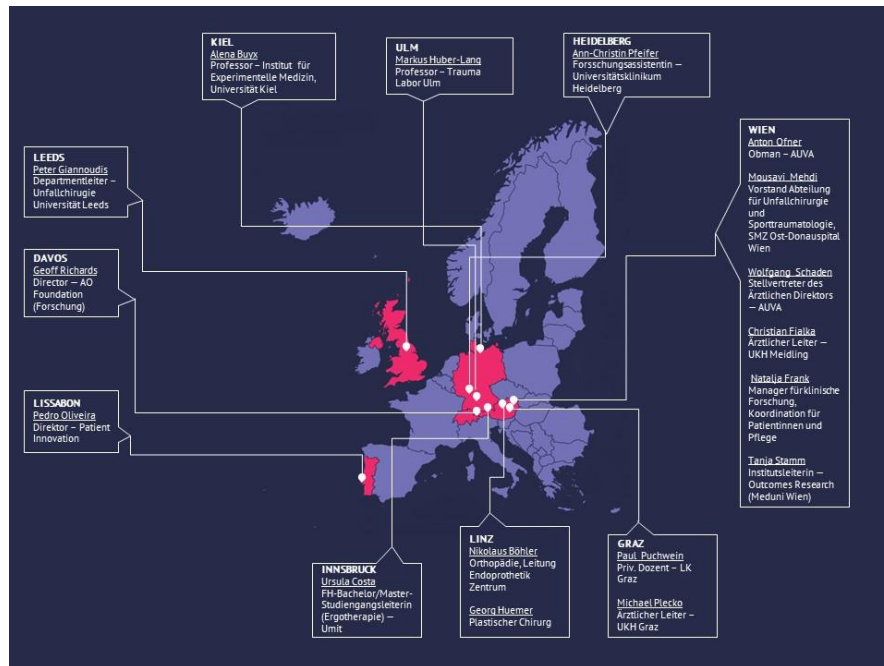 KIEL
Alena Buyx
Professor – Institut für
Experimentelle Medizin,
Universität Kiel
ULM
Markus Huber-Lang
Professor – Trauma
Labor Ulm
HEIDELBERG
Ann-Christin Pfeifer
Forsschungsassistentin —
Universitätsklinikum
Heidelberg
LEEDS
Peter Giannoudis
Departmentleiter –
Unfallchirugie
Universität Leeds
DAVOS
Geoff Richards
Director — AO
Foundation
(Forschung)
LISSABON
Pedro Oliveira
Direktor – Patient
Innovation
WIEN
Anton Ofner
Obman – AUVA
Mousavi Mehdi
Vorstand Abteilung
für Unfallchirurgie
und
Sporttraumatologie,
SMZ Ost-Donauspital
Wien
Wolfgang Schaden
Stellvertreter des
Ärztlichen Direktors
— AUVA
Christian Fialka
Ärztlicher Leiter —
UKH Meidling
Natalja Frank
Manager fürklinische
Forschung,
Koordination für
Patientinnen und
Pflege
Tanja Stamm
Institutsleiterin —
Outcomes Research
(Meduni Wien)
INNSBRUCK
Ursula Costa
FH-Bachelor/Master-
Studiengangsleiterin
(Ergotherapie) —
Umit
LINZ
Nikolaus Böhler
Orthopädie, Leitung
Endoprothetik
Zentrum
Georg Huemer
Plastischer Chirurg
GRAZ
Paul Puchwein
Priv. Dozent – LK
Graz
Michael Plecko
Ärztlicher Leiter –
UKH Graz